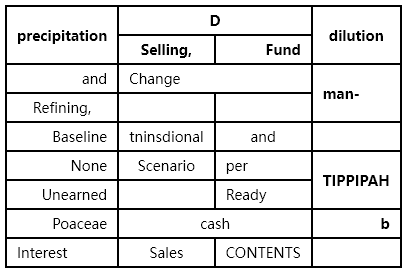 precipitation D dilution
Selling, Fund
and Change man-
Refining,
Baseline tninsdional and
None Scenario per TIPPIPAH
Unearned Ready
Poaceae cash b
Interest Sales CONTENTS